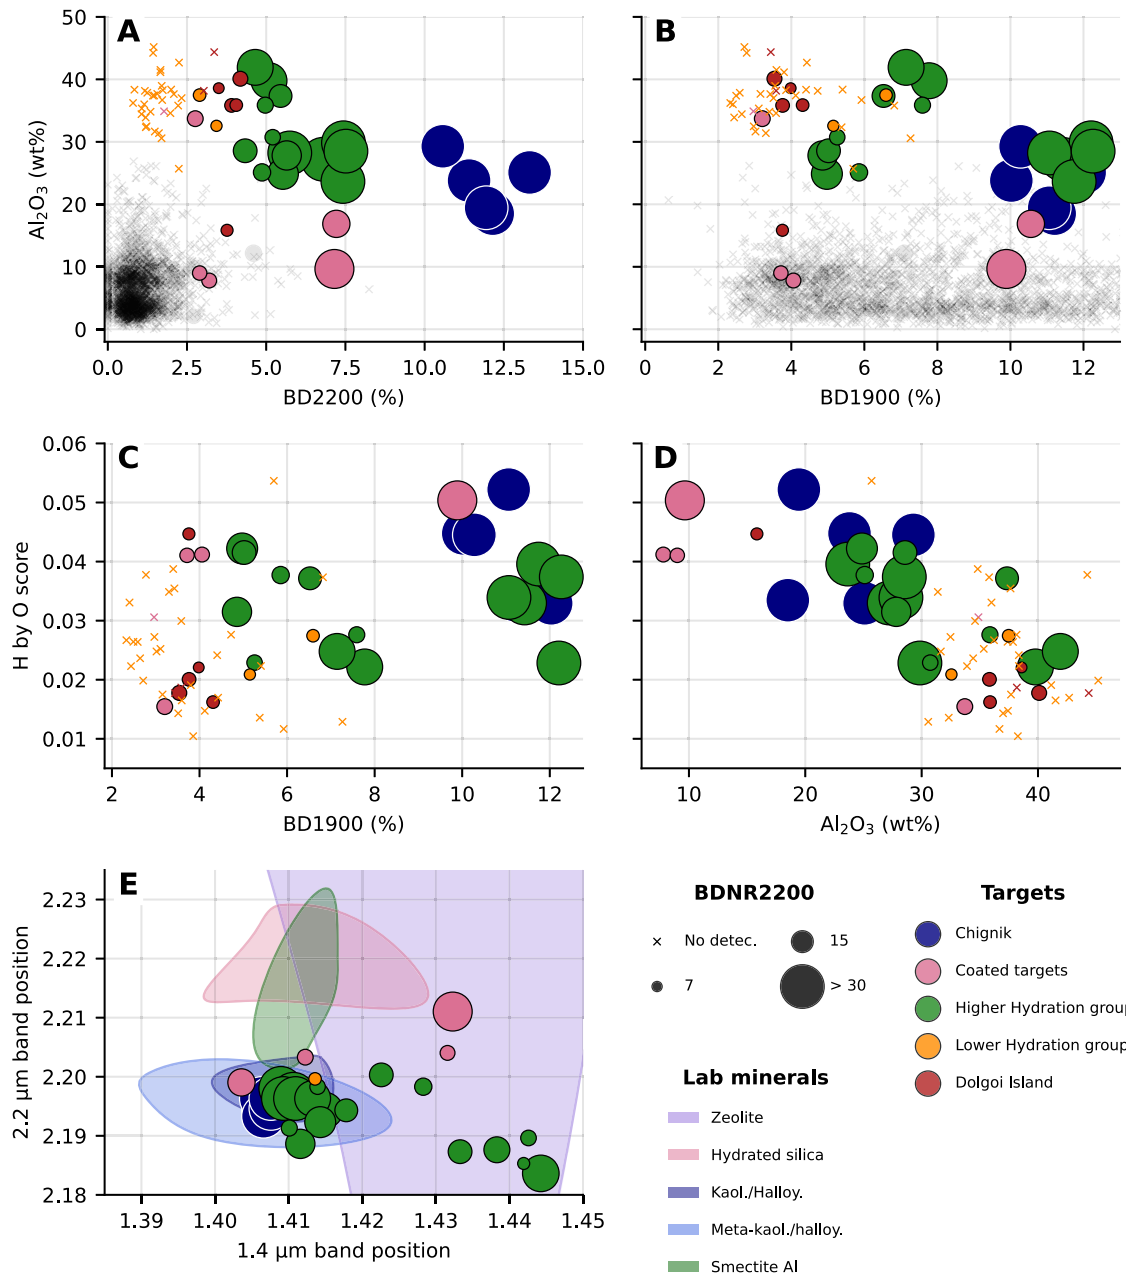 A
B
50
40
30
20
10
0
Al₂O₃ (wt%)
0.0
2.5
5.0
7.5
10.0
12.5
15.0
BD2200 (%)
0
2
4
6
8
10
12
BD1900 (%)
C
D
0.06
0.05
0.04
0.03
0.02
0.01
H by O score
2
4
6
8
10
12
BD1900 (%)
10
20
30
40
Al₂O₃ (wt%)
E
2.23
2.22
2.21
2.20
2.19
2.18
2.2 µm band position
1.39
1.40
1.41
1.42
1.43
1.44
1.45
1.4 µm band position
BDNR2200
No detec.
15
7
> 30
Targets
Chignik
Coated targets
Higher Hydration group
Lower Hydration group
Dolgoi Island
Lab minerals
Zeolite
Hydrated silica
Kaol./Halloy.
Meta-kaol./halloy.
Smectite Al